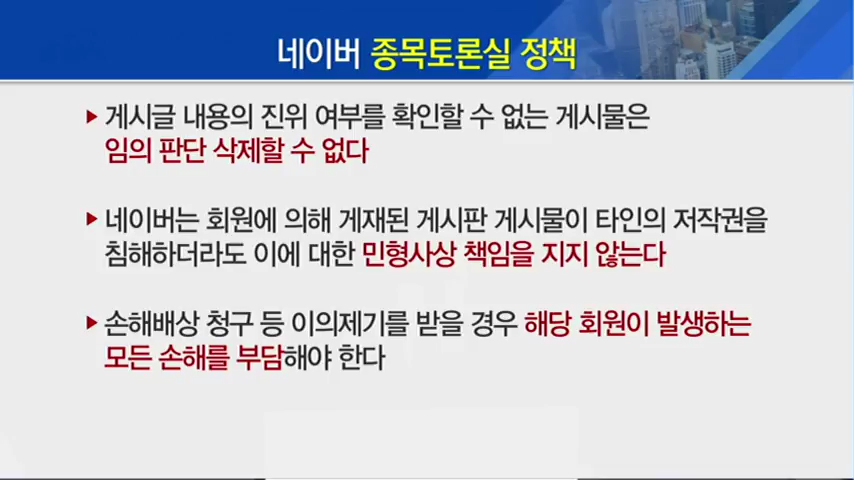 네이버 종목토론실 정책
▶ 게시글 내용의 진위 여부를 확인할 수 없는 게시물은
임의 판단 삭제할 수 없다
▶ 네이버는 회원에 의해 게재된 게시판 게시물이 타인의 저작권을
침해하더라도 이에 대한 민형사상 책임을 지지 않는다
▶ 손해배상 청구 등 이의제기를 받을 경우 해당 회원이 발생하는
모든 손해를 부담해야 한다